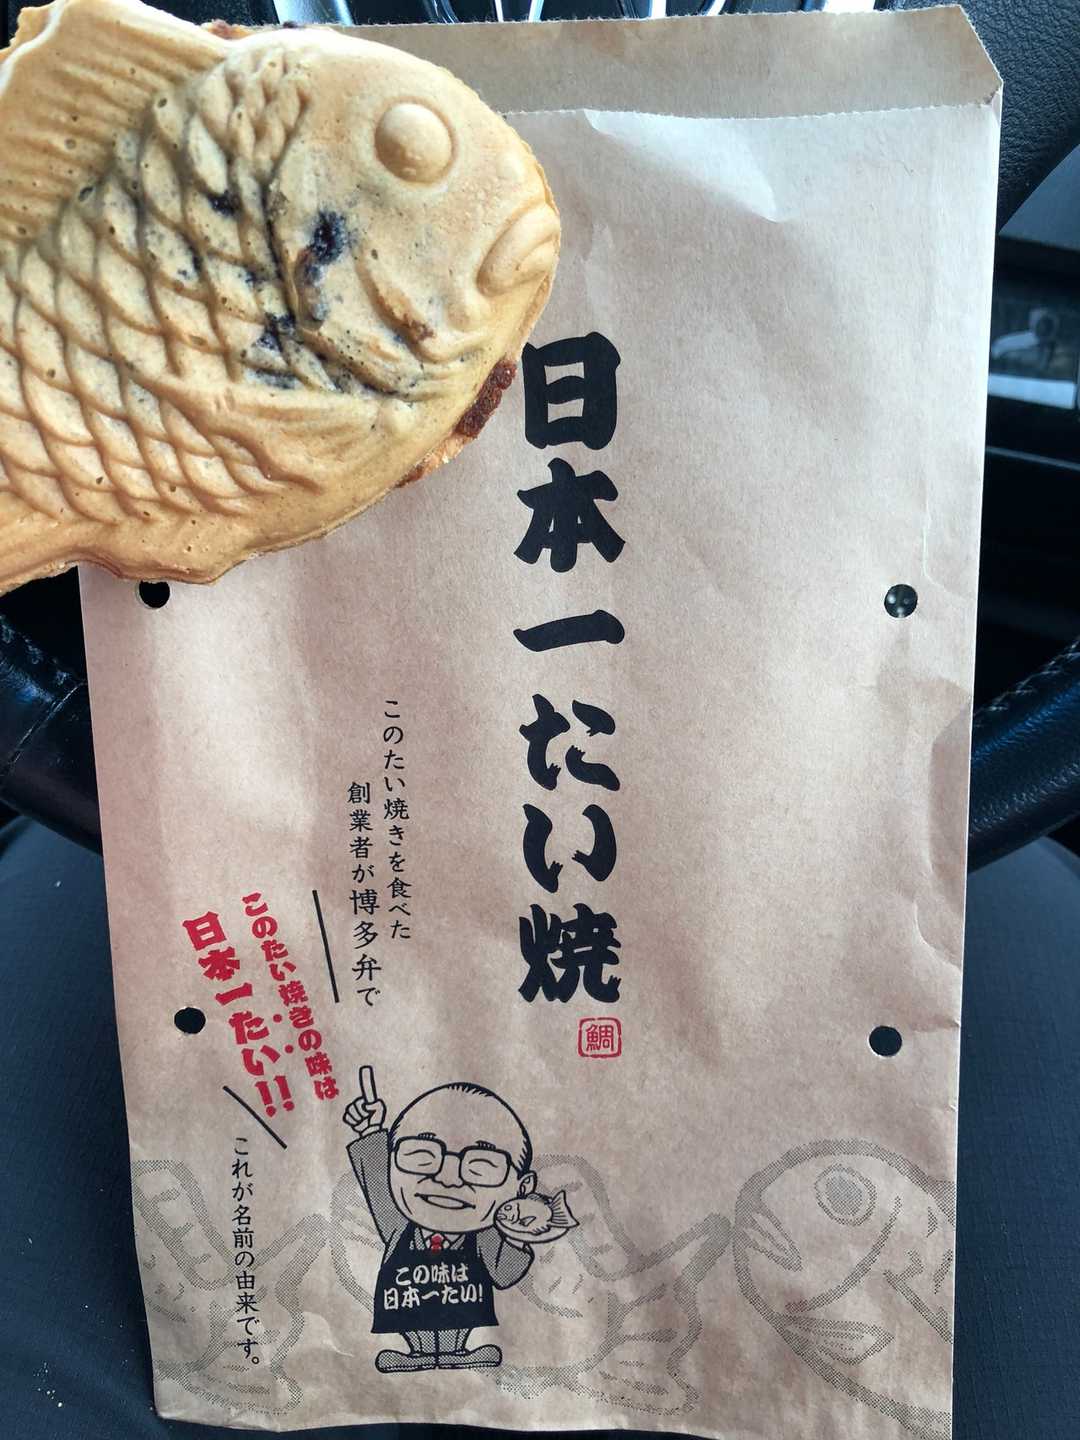 日本一たい焼
鯛
このたい焼きを食べた
創業者が博多弁で
このたい焼きの味は
日本一たい!!
これが名前の由来です。
この味は
日本一たい!